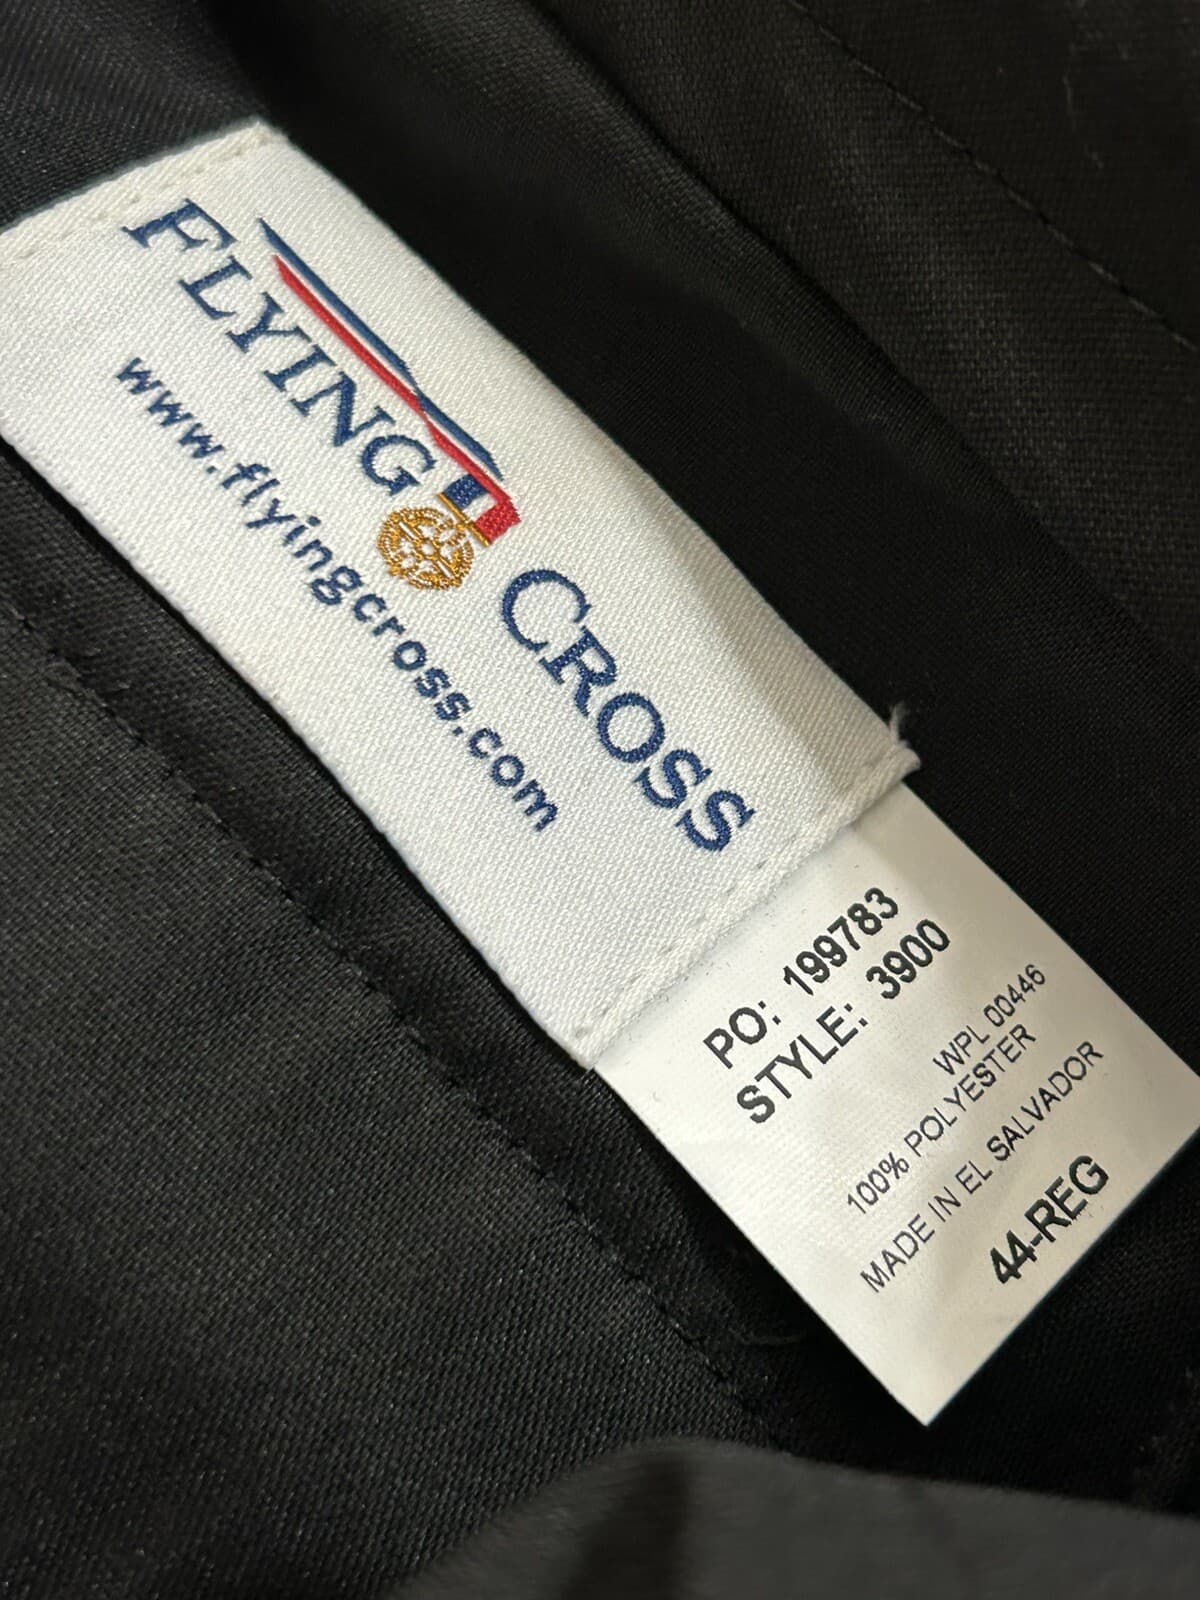 FLYING CROSS
www.flyingcross.com
PO: 199783
STYLE: 3900
WPL 00446
100% POLYESTER
MADE IN EL SALVADOR
44-REG